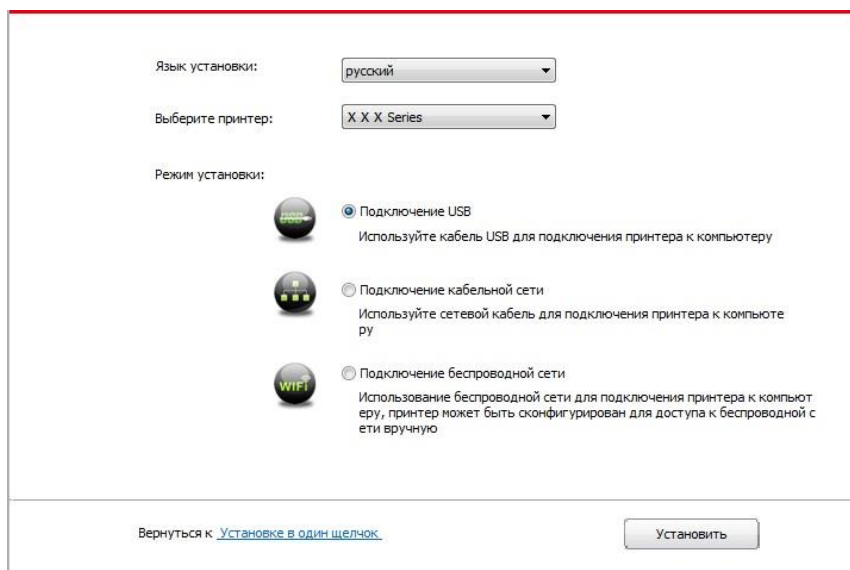 Язык установки:
русский
Выберите принтер:
X X X Series
Режим установки:
USB
Подключение USB
Используйте кабель USB для подключения принтера к компьютеру
Подключение кабельной сети
Используйте сетевой кабель для подключения принтера к компьюте
ру
WiFi
Подключение беспроводной сети
Использование беспроводной сети для подключения принтера к компьют
еру, принтер может быть сконфигурирован для доступа к беспроводной с
ети вручную
Вернуться к Установке в один щелчок
Установить